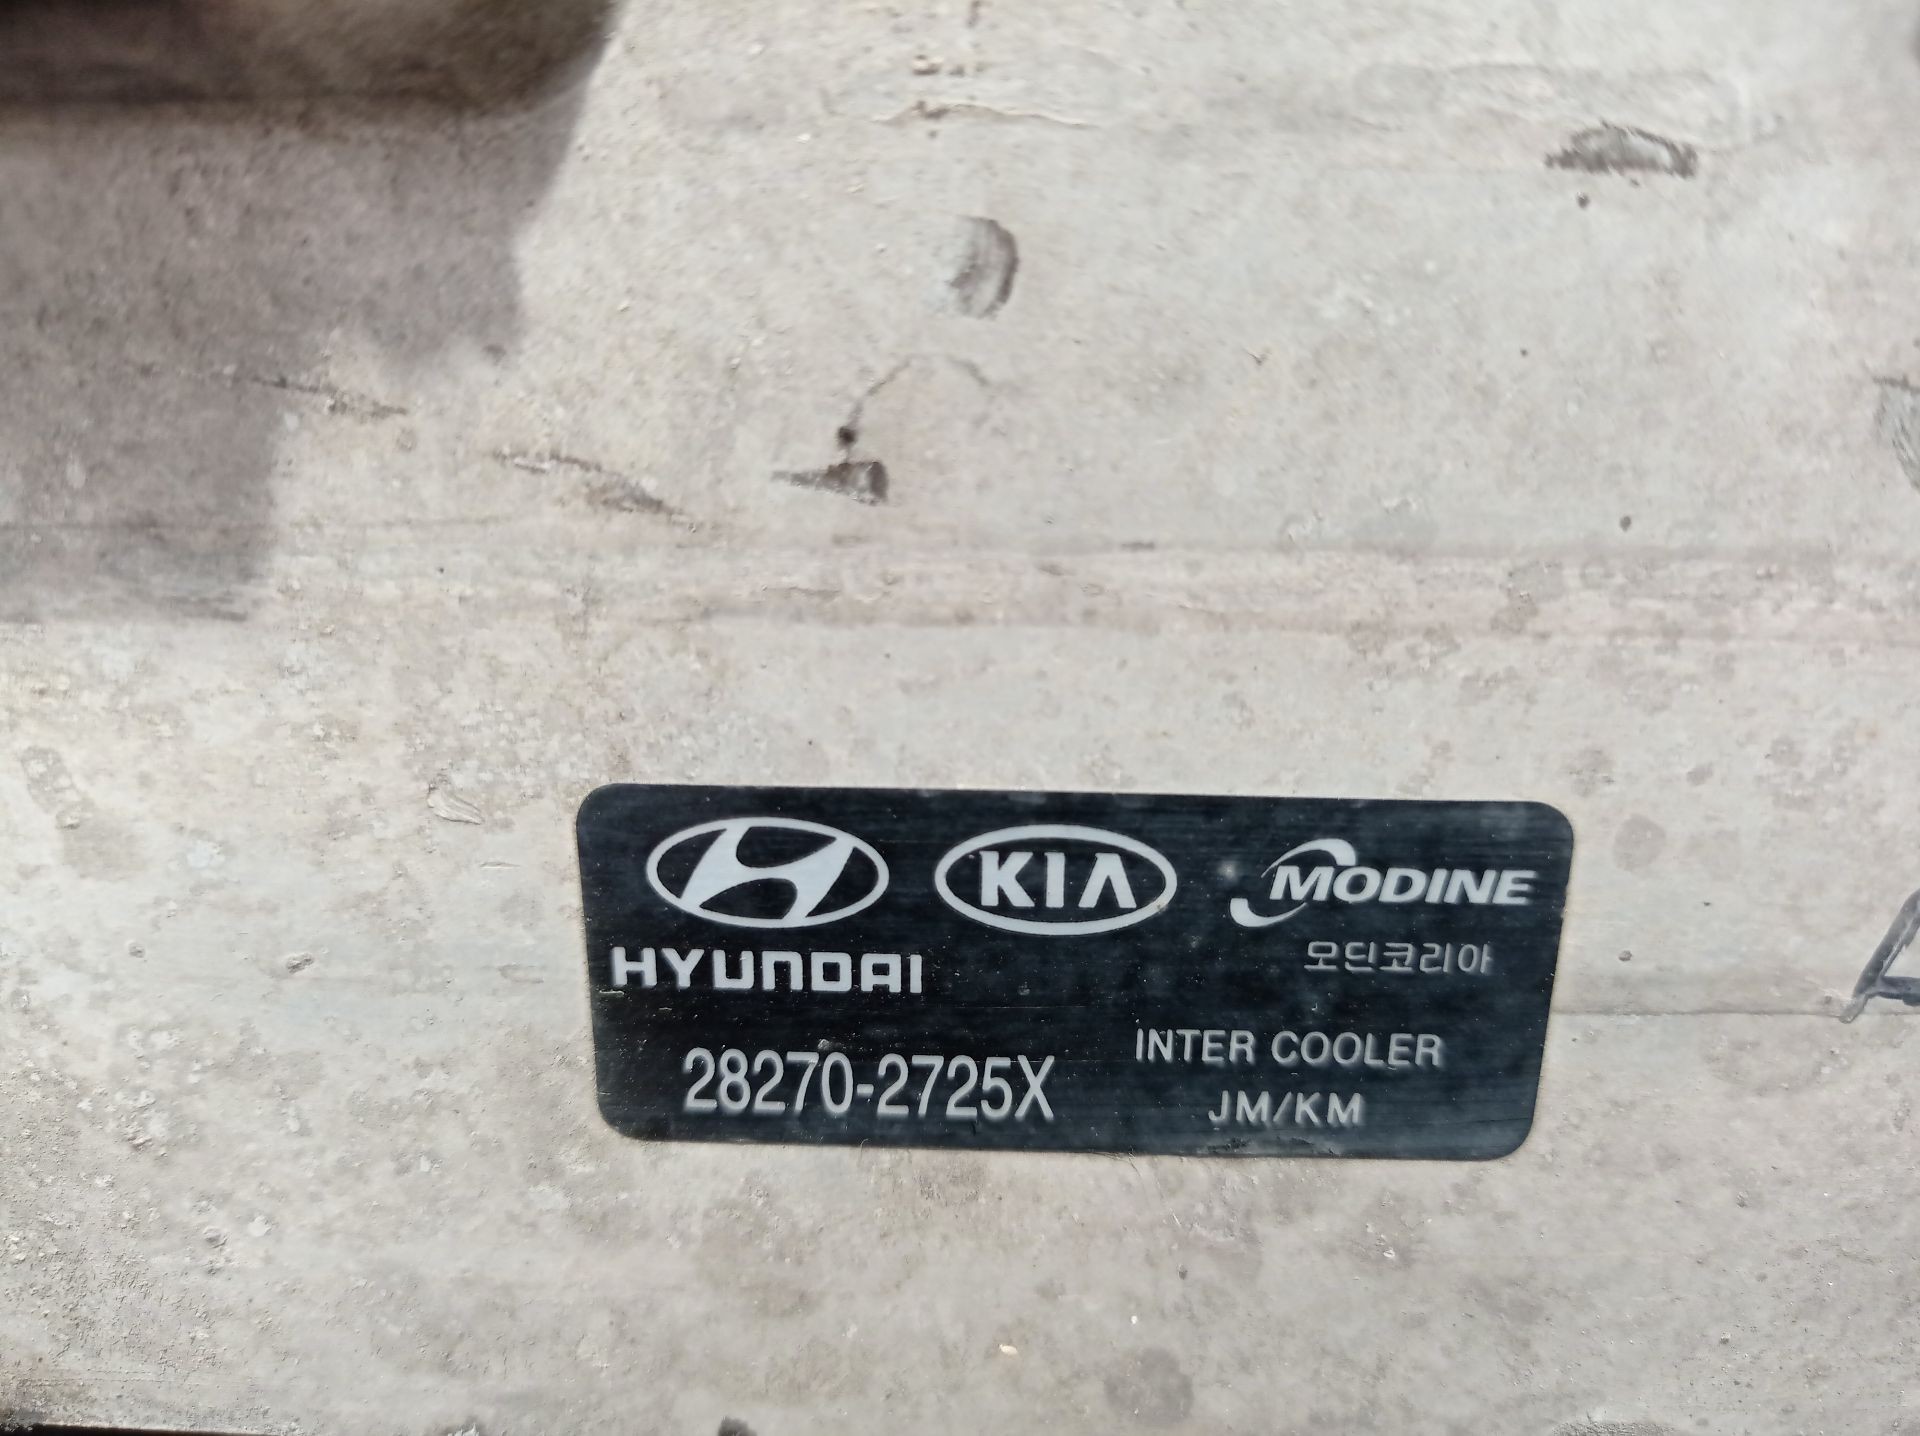 HYUNDAI
KIA
MODINE
모딘코리아
28270-2725X
INTER COOLER
JM/KM